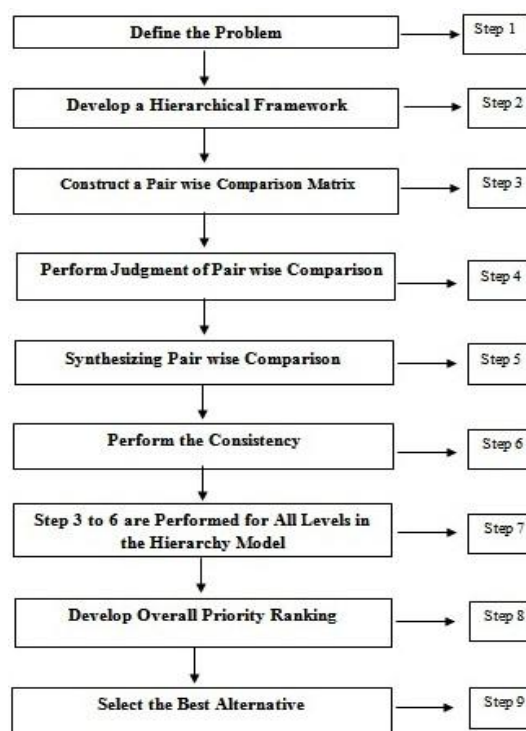 Define the Problem
Step 1
Develop a Hierarchical Framework
Step 2
Construct a Pair wise Comparison Matrix
Step 3
Perform Judgment of Pair wise Comparison
Step 4
Synthesizing Pair wise Comparison
Step 5
Perform the Consistency
Step 6
Step 3 to 6 are Performed for All Levels in
the Hierarchy Model
Step 7
Develop Overall Priority Ranking
Step 8
Select the Best Alternative
Step 9